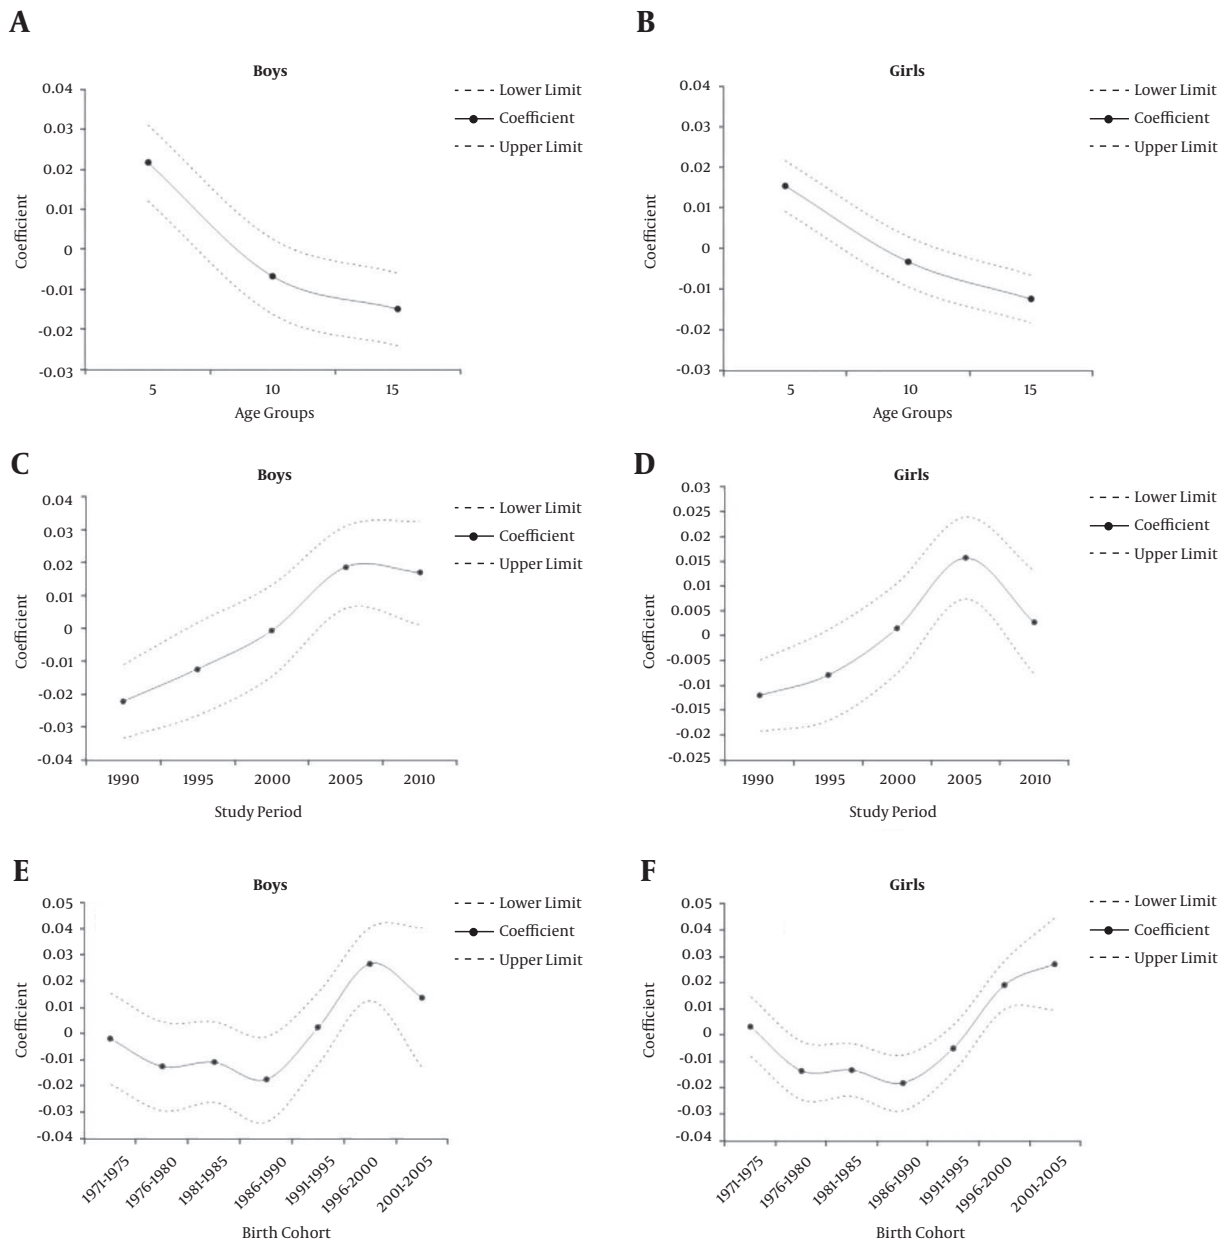 A
Boys
Lower Limit
Coefficient
Upper Limit
0.04
0.03
0.02
0.01
0
-0.01
-0.02
-0.03
Coefficient
5 10 15
Age Groups
B
Girls
Lower Limit
Coefficient
Upper Limit
0.04
0.03
0.02
0.01
0
-0.01
-0.02
-0.03
Coefficient
5 10 15
Age Groups
C
Boys
Lower Limit
Coefficient
Upper Limit
0.04
0.03
0.02
0.01
0
-0.01
-0.02
-0.03
-0.04
Coefficient
1990 1995 2000 2005 2010
Study Period
D
Girls
Lower Limit
Coefficient
Upper Limit
0.03
0.025
0.02
0.015
0.01
0.005
0
-0.005
-0.01
-0.015
-0.02
-0.025
Coefficient
1990 1995 2000 2005 2010
Study Period
E
Boys
Lower Limit
Coefficient
Upper Limit
0.05
0.04
0.03
0.02
0.01
0
-0.01
-0.02
-0.03
-0.04
Coefficient
1971-1975
1976-1980
1981-1985
1986-1990
1991-1995
1996-2000
2001-2005
Birth Cohort
F
Girls
Lower Limit
Coefficient
Upper Limit
0.05
0.04
0.03
0.02
0.01
0
-0.01
-0.02
-0.03
-0.04
Coefficient
1971-1975
1976-1980
1981-1985
1986-1990
1991-1995
1996-2000
2001-2005
Birth Cohort